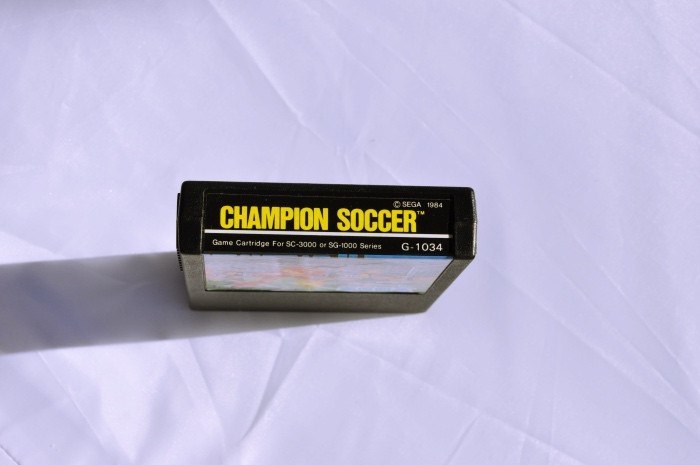 © SEGA 1984
CHAMPION SOCCER™
Game Cartridge For SC-3000 or SG-1000 Series G-1034